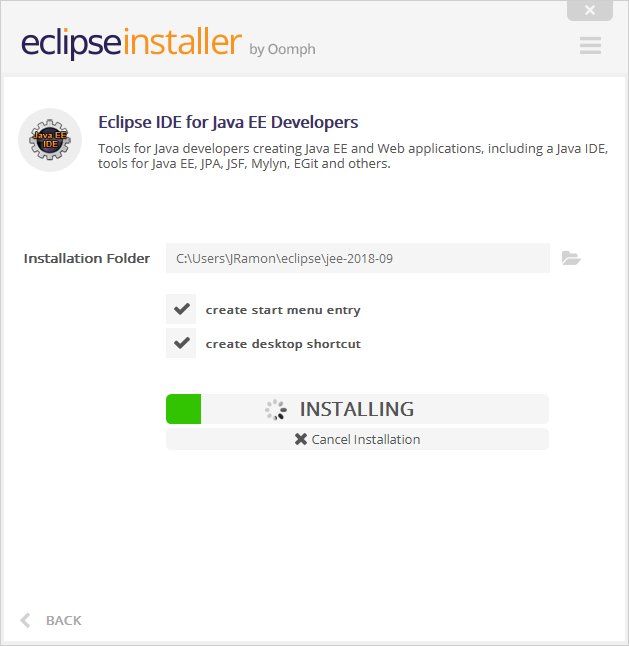 eclipseinstaller by Oomph
Java EE
IDE
Eclipse IDE for Java EE Developers
Tools for Java developers creating Java EE and Web applications, including a Java IDE,
tools for Java EE, JPA, JSF, Mylyn, EGit and others.
Installation Folder C:\Users\JRamon\eclipse\jee-2018-09
create start menu entry
create desktop shortcut
INSTALLING
Cancel Installation
BACK